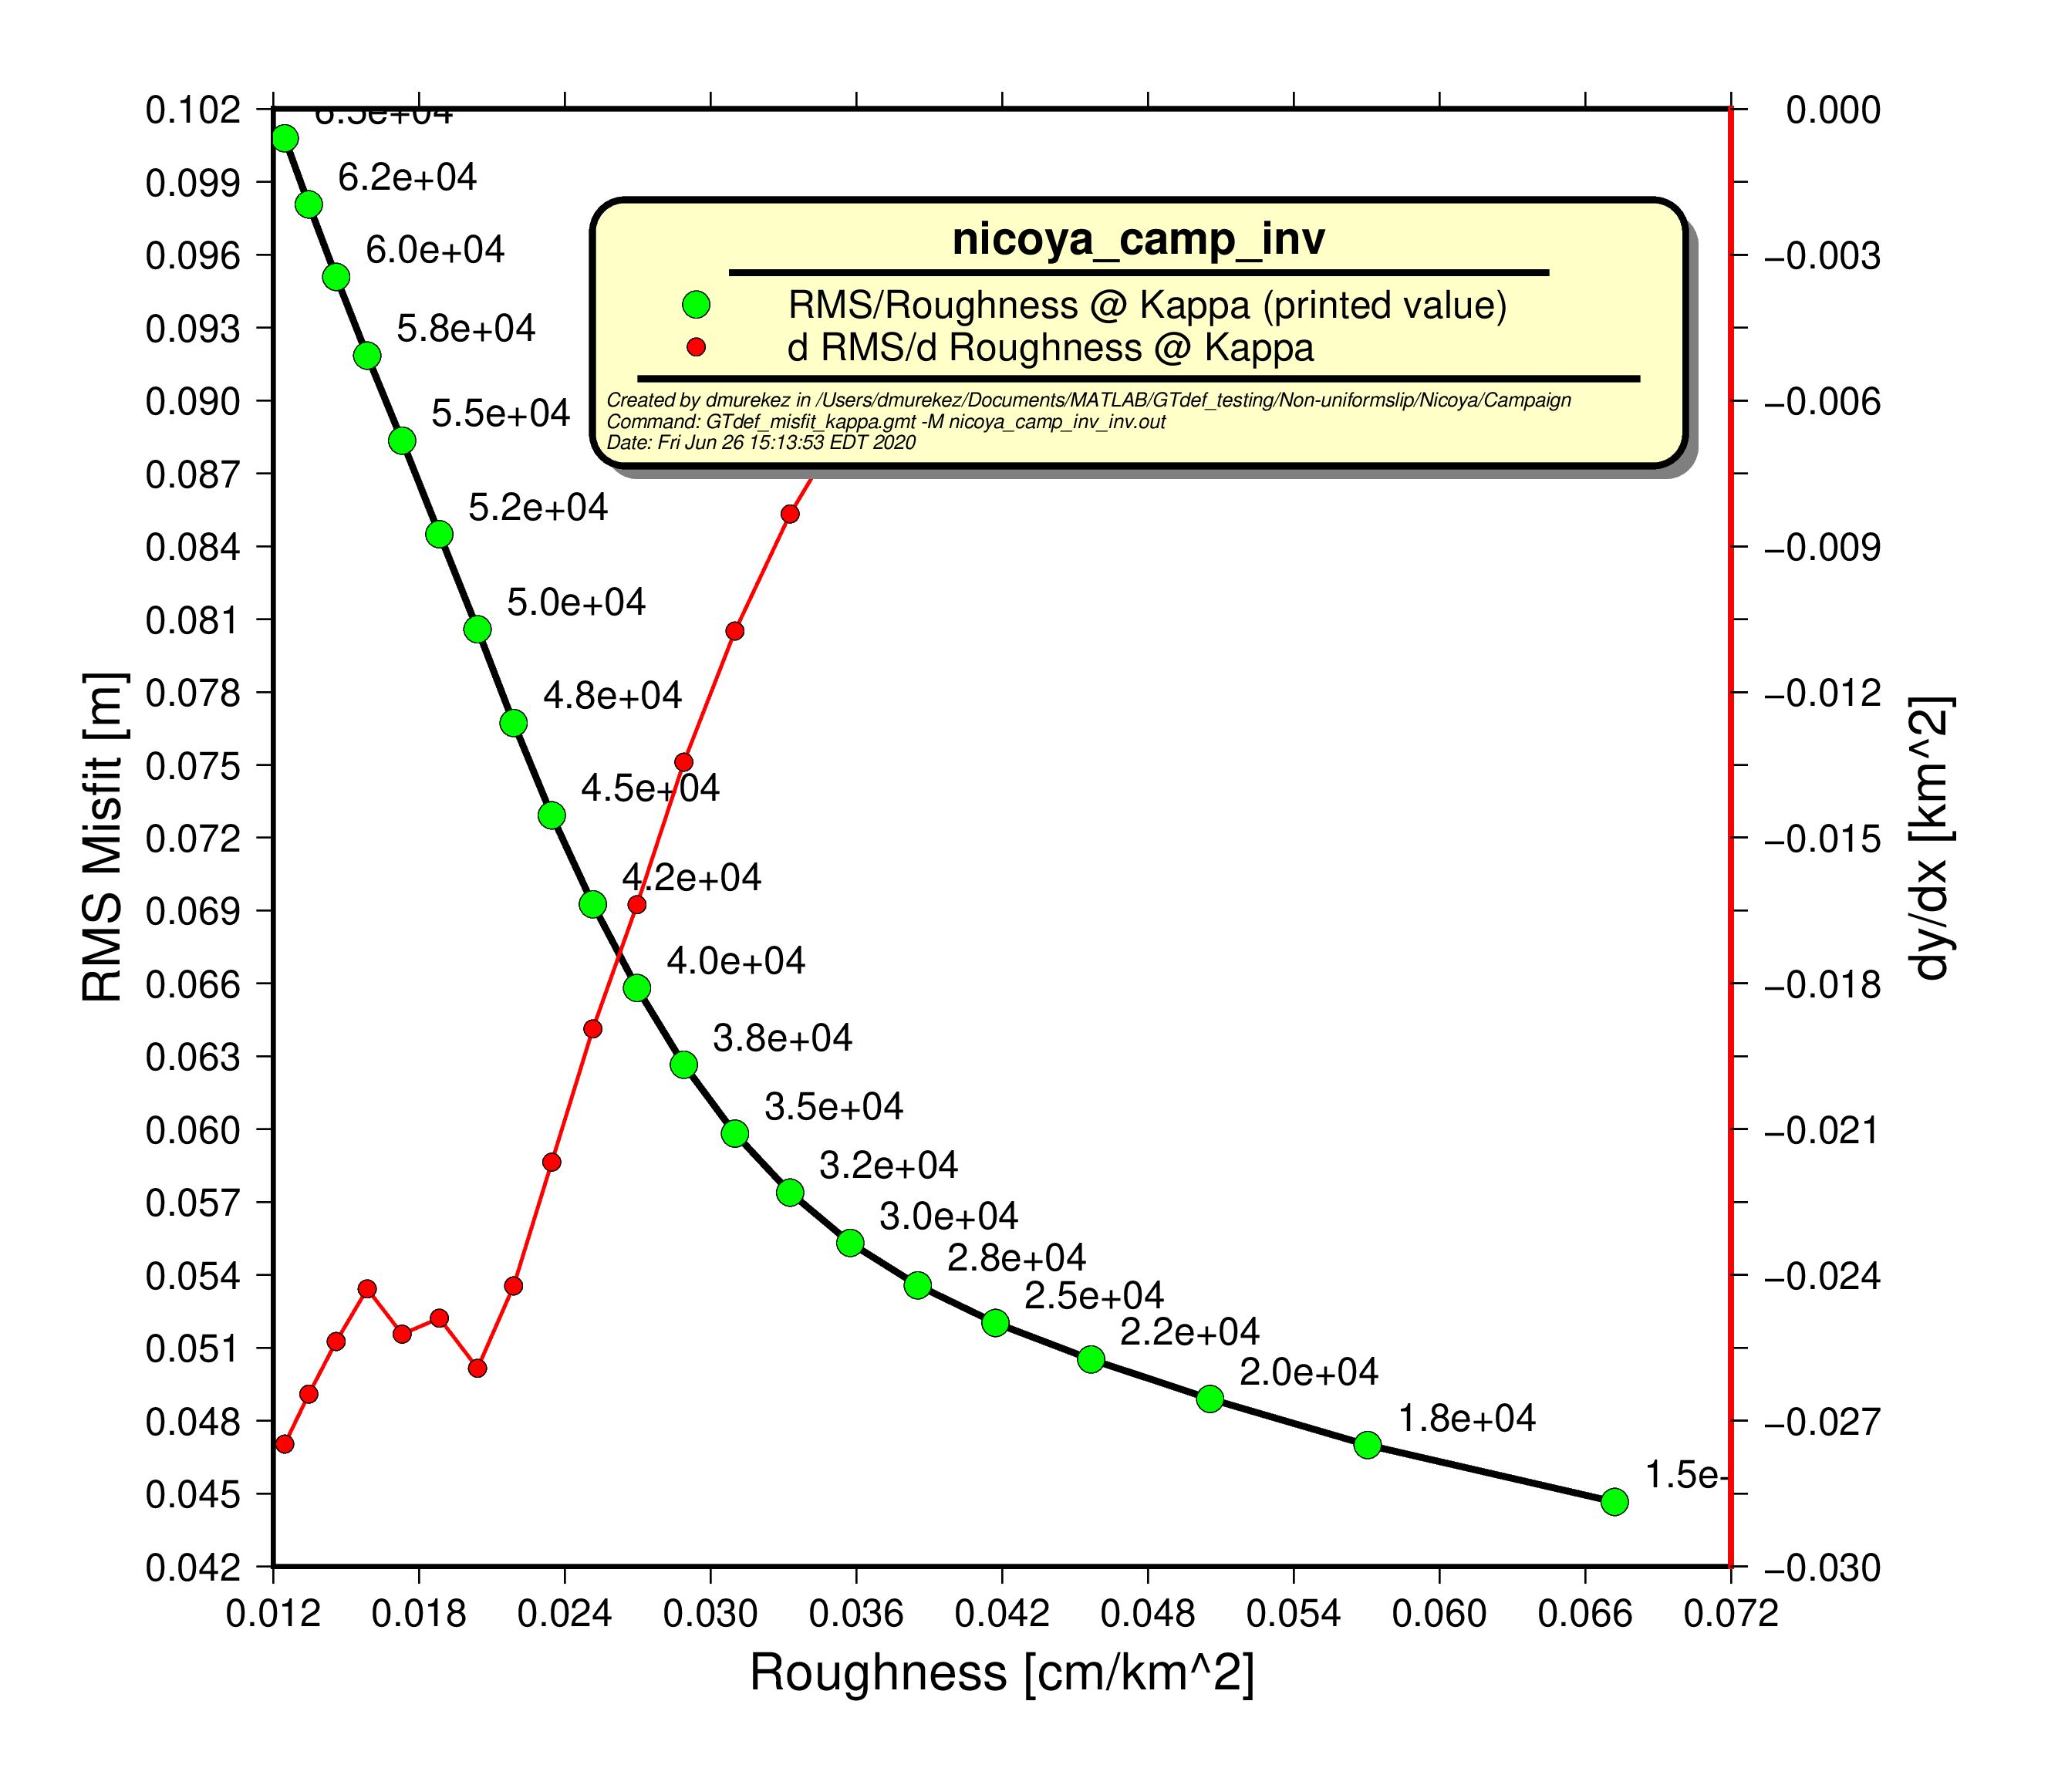 0.102
0.099
0.096
0.093
0.090
0.087
0.084
0.081
0.078
0.075
0.072
0.069
0.066
0.063
0.060
0.057
0.054
0.051
0.048
0.045
0.042
RMS Misfit [m]
6.5e+04
6.2e+04
6.0e+04
5.8e+04
5.5e+04
5.2e+04
5.0e+04
4.8e+04
4.5e+04
4.2e+04
4.0e+04
3.8e+04
3.5e+04
3.2e+04
3.0e+04
2.8e+04
2.5e+04
2.2e+04
2.0e+04
1.8e+04
1.5e-
nicoya_camp_inv
RMS/Roughness @ Kappa (printed value)
d RMS/d Roughness @ Kappa
Created by dmurekez in /Users/dmurekez/Documents/MATLAB/GTdef_testing/Non-uniformslip/Nicoya/Campaign
Command: GTdef_misfit_kappa.gmt -M nicoya_camp_inv_inv.out
Date: Fri Jun 26 15:13:53 EDT 2020
0.000
−0.003
−0.006
−0.009
−0.012
−0.015
−0.018
−0.021
−0.024
−0.027
−0.030
dy/dx [km^2]
0.012 0.018 0.024 0.030 0.036 0.042 0.048 0.054 0.060 0.066 0.072
Roughness [cm/km^2]